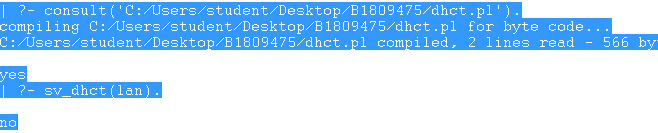 | ?- consult('C:/Users/student/Desktop/B1809475/dhct.pl').
compiling C:/Users/student/Desktop/B1809475/dhct.pl for byte code...
C:/Users/student/Desktop/B1809475/dhct.pl compiled, 2 lines read - 566 byt
yes
| ?- sv_dhct(lan).
no